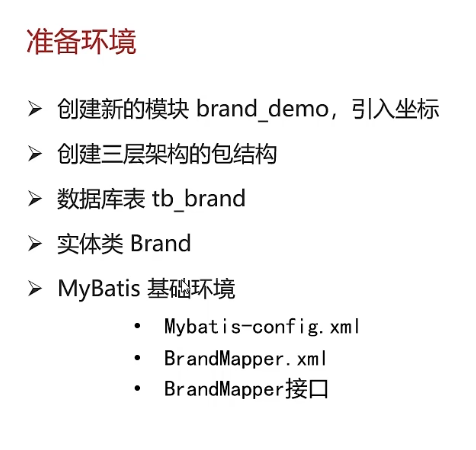 准备环境
➢ 创建新的模块 brand_demo，引入坐标
➢ 创建三层架构的包结构
➢ 数据库表 tb_brand
➢ 实体类 Brand
➢ MyBatis 基础环境
• Mybatis-config.xml
• BrandMapper.xml
• BrandMapper接口